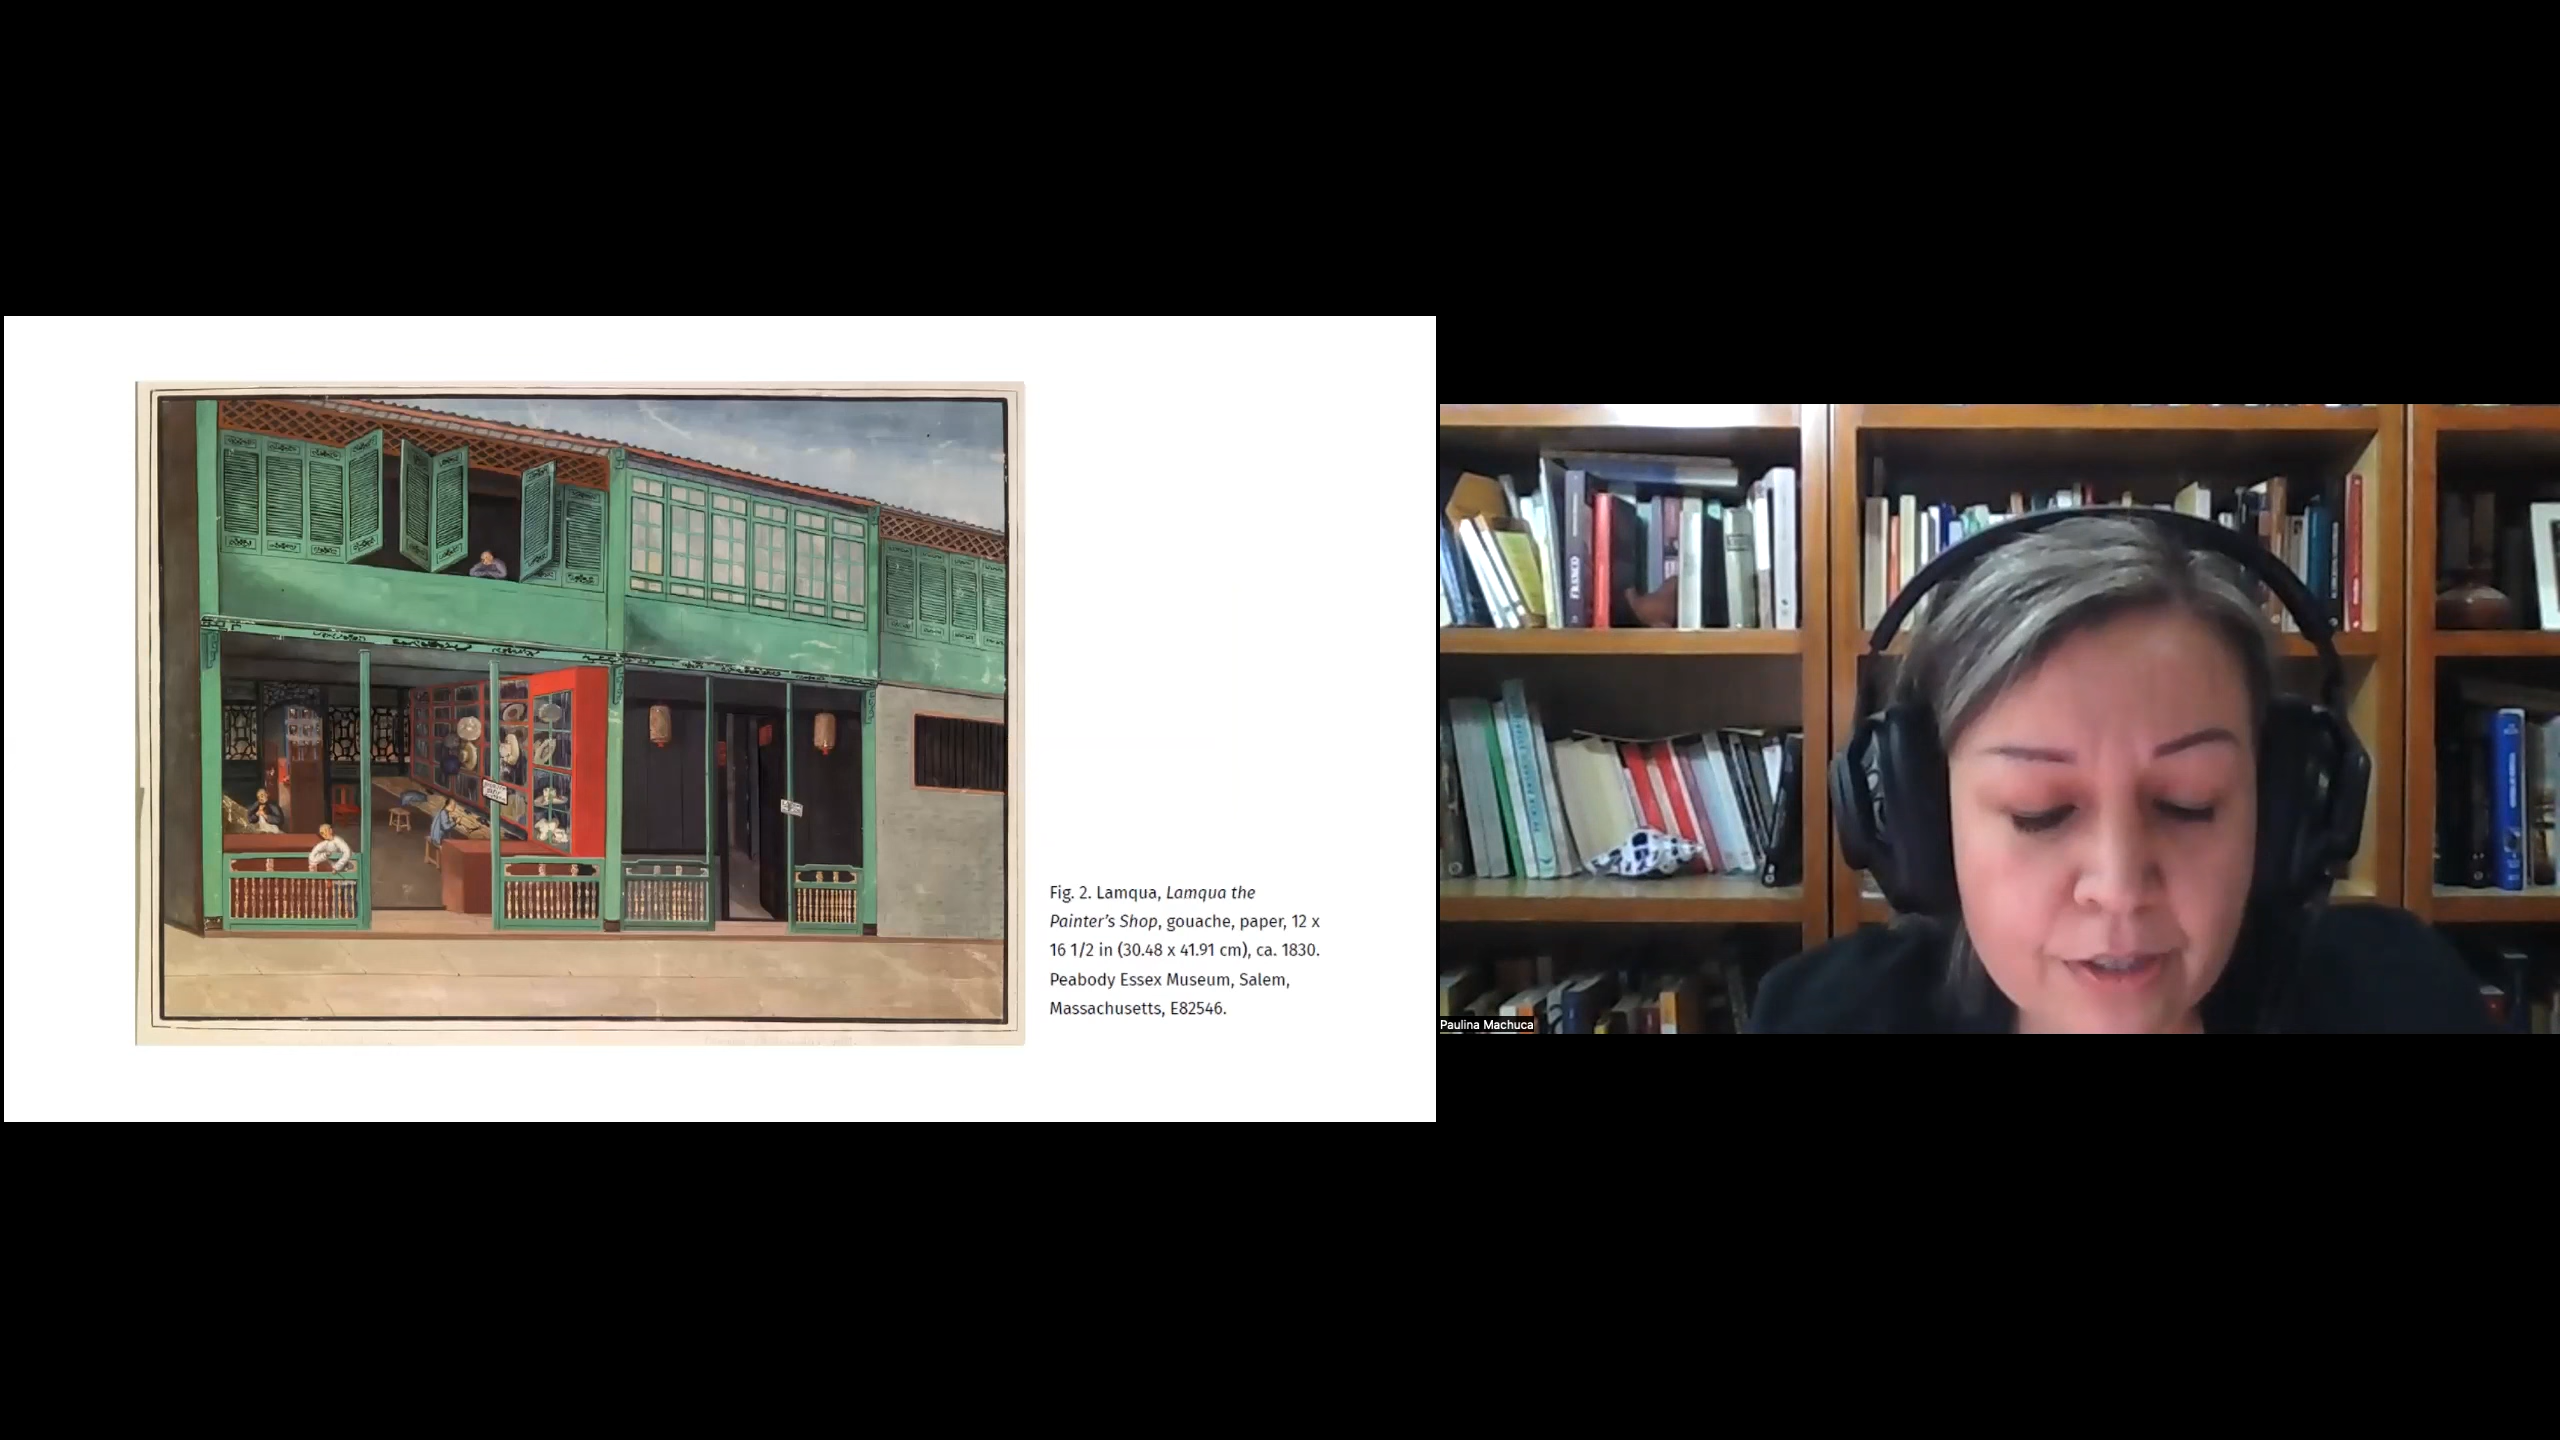 Fig. 2. Lamqua, Lamqua the
Painter's Shop, gouache, paper, 12 x
16 1/2 in (30.48 x 41.91 cm), ca. 1830.
Peabody Essex Museum, Salem,
Massachusetts, E82546.
FRANCO
Paulina Machuca